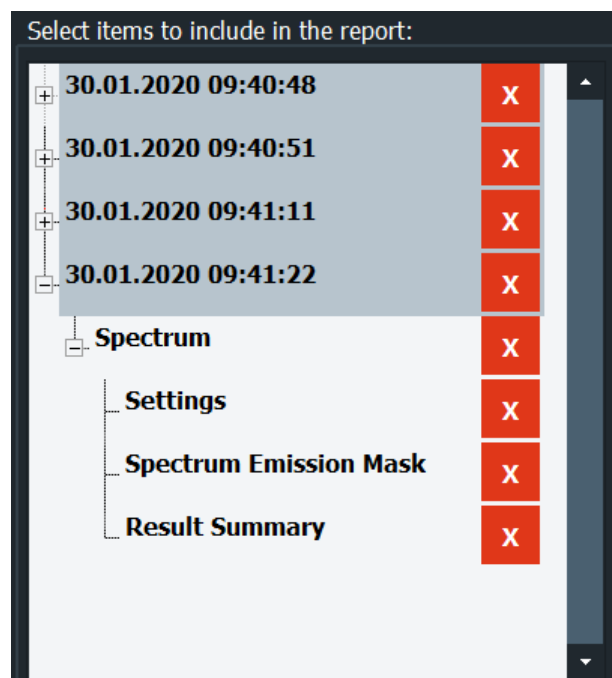 Select items to include in the report:
30.01.2020 09:40:48 X
30.01.2020 09:40:51 X
30.01.2020 09:41:11 X
30.01.2020 09:41:22 X
Spectrum X
Settings X
Spectrum Emission Mask X
Result Summary X